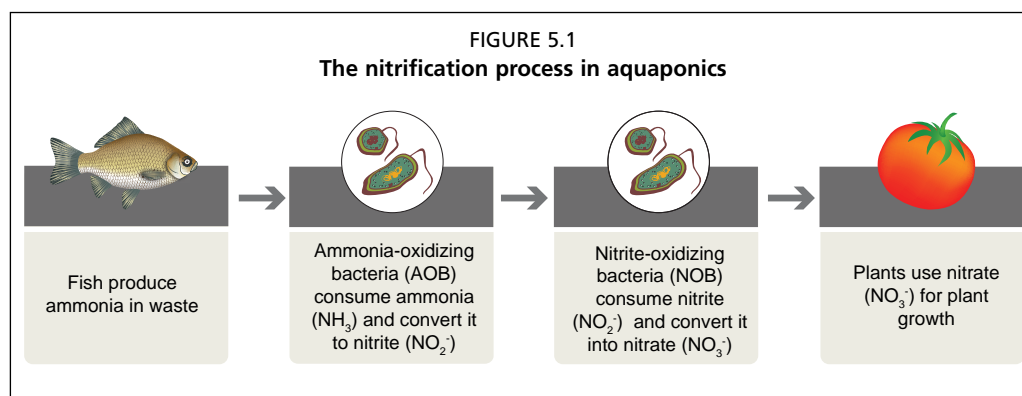 FIGURE 5.1
The nitrification process in aquaponics
Fish produce
ammonia in waste
Ammonia-oxidizing
bacteria (AOB)
consume ammonia
(NH₃) and convert it
to nitrite (NO₂⁻)
Nitrite-oxidizing
bacteria (NOB)
consume nitrite
(NO₂⁻) and convert it
into nitrate (NO₃⁻)
Plants use nitrate
(NO₃⁻) for plant
growth